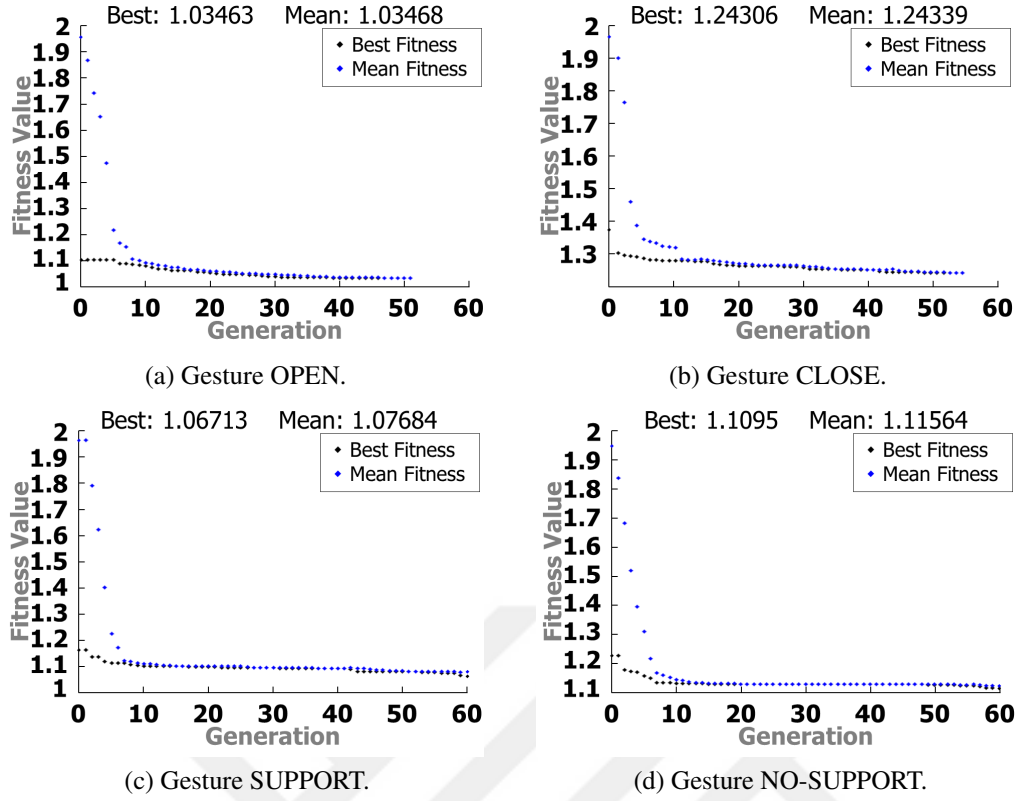 Best: 1.03463 Mean: 1.03468
Best Fitness
Mean Fitness
Fitness Value
2
1.9
1.8
1.7
1.6
1.5
1.4
1.3
1.2
1.1
1
0 10 20 30 40 50 60
Generation
(a) Gesture OPEN.
Best: 1.24306 Mean: 1.24339
Best Fitness
Mean Fitness
Fitness Value
2
1.9
1.8
1.7
1.6
1.5
1.4
1.3
0 10 20 30 40 50 60
Generation
(b) Gesture CLOSE.
Best: 1.06713 Mean: 1.07684
Best Fitness
Mean Fitness
Fitness Value
2
1.9
1.8
1.7
1.6
1.5
1.4
1.3
1.2
1.1
1
0 10 20 30 40 50 60
Generation
(c) Gesture SUPPORT.
Best: 1.1095 Mean: 1.11564
Best Fitness
Mean Fitness
Fitness Value
2
1.9
1.8
1.7
1.6
1.5
1.4
1.3
1.2
1.1
0 10 20 30 40 50 60
Generation
(d) Gesture NO-SUPPORT.